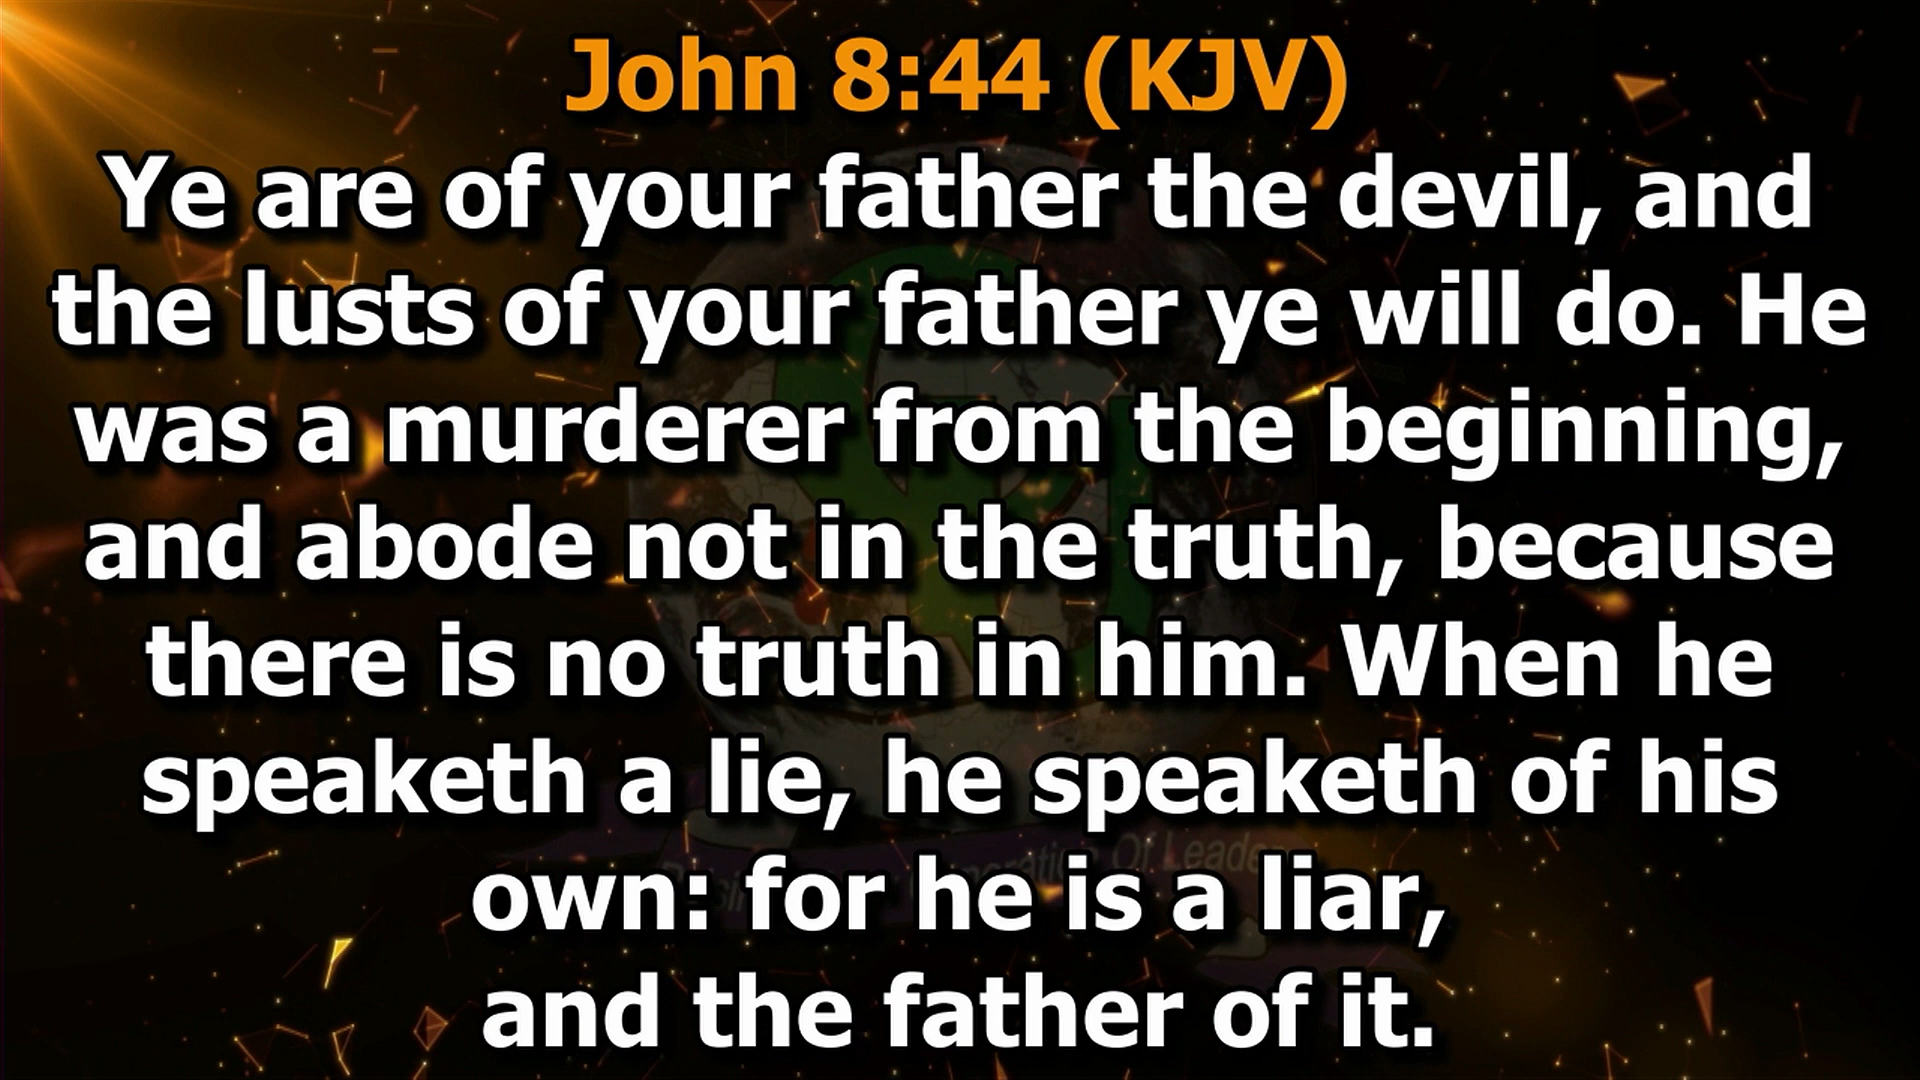 John 8:44 (KJV)
Ye are of your father the devil, and
the lusts of your father ye will do. He
was a murderer from the beginning,
and abode not in the truth, because
there is no truth in him. When he
speaketh a lie, he speaketh of his
own: for he is a liar,
and the father of it.
Of